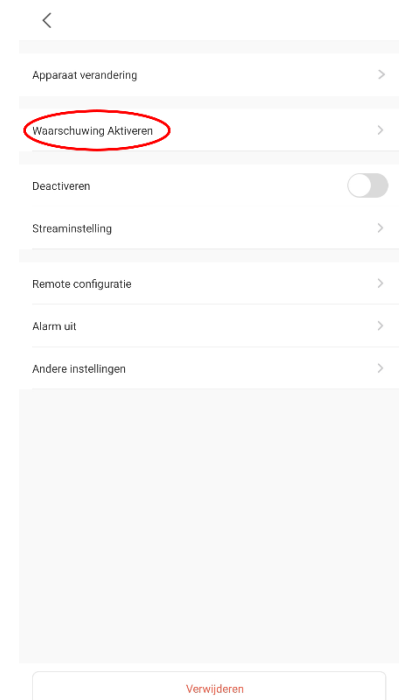 Apparaat verandering
Waarschuwing Aktiveren
Deactiveren
Streaminstelling
Remote configuratie
Alarm uit
Andere instellingen
Verwijderen